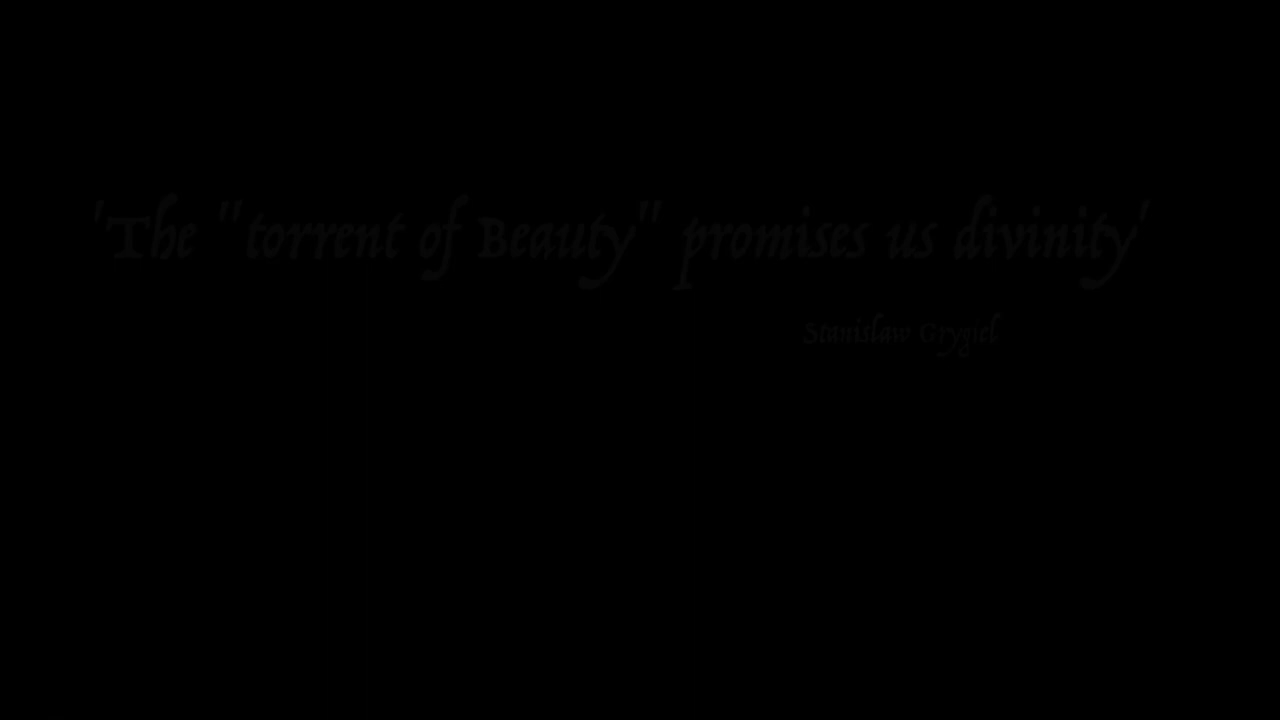 'The "torrent of Beauty" promises us divinity'
Stanislaw Grygiel